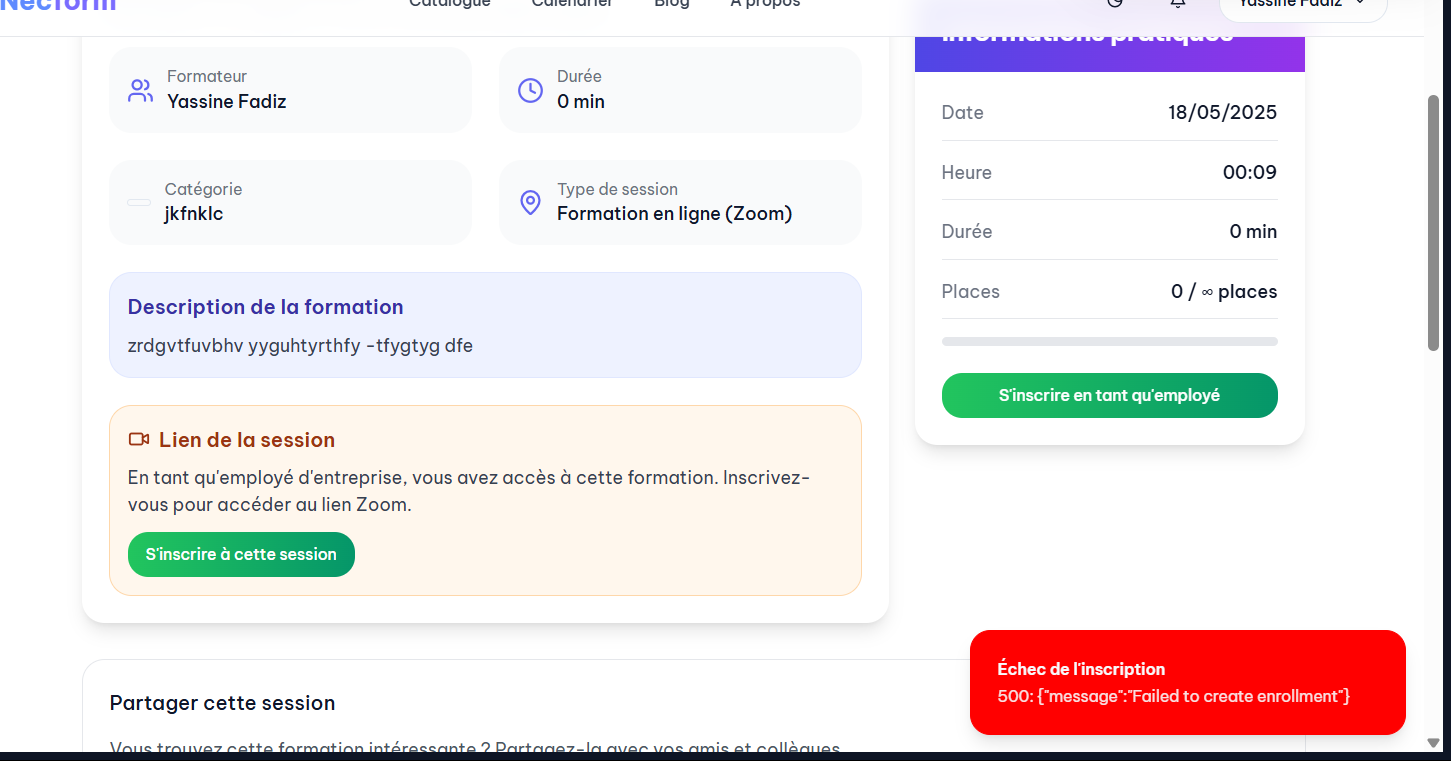 Necform
Catalogue
Calendrier
Blog
À propos
Yassine Fadiz
Formateur
Yassine Fadiz
Durée
0 min
Catégorie
jkfnklc
Type de session
Formation en ligne (Zoom)
Description de la formation
zrdgvtfuvbhv yyguhtyrthfy -tfygtyg dfe
Lien de la session
En tant qu'employé d'entreprise, vous avez accès à cette formation. Inscrivez-
vous pour accéder au lien Zoom.
S'inscrire à cette session
Informations pratiques
Date
18/05/2025
Heure
00:09
Durée
0 min
Places
0 / ∞ places
S'inscrire en tant qu'employé
Partager cette session
Vous trouvez cette formation intéressante ? Partagez-la avec vos amis et collègues
Échec de l'inscription
500: {"message":"Failed to create enrollment"}